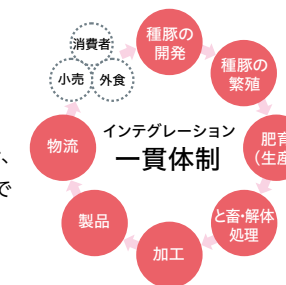 消費者
小売
外食
種豚の
開発
種豚の
繁殖
肥育
(生産
と畜・解体
処理
加工
製品
物流
インテグレーション
一貫体制
、
で